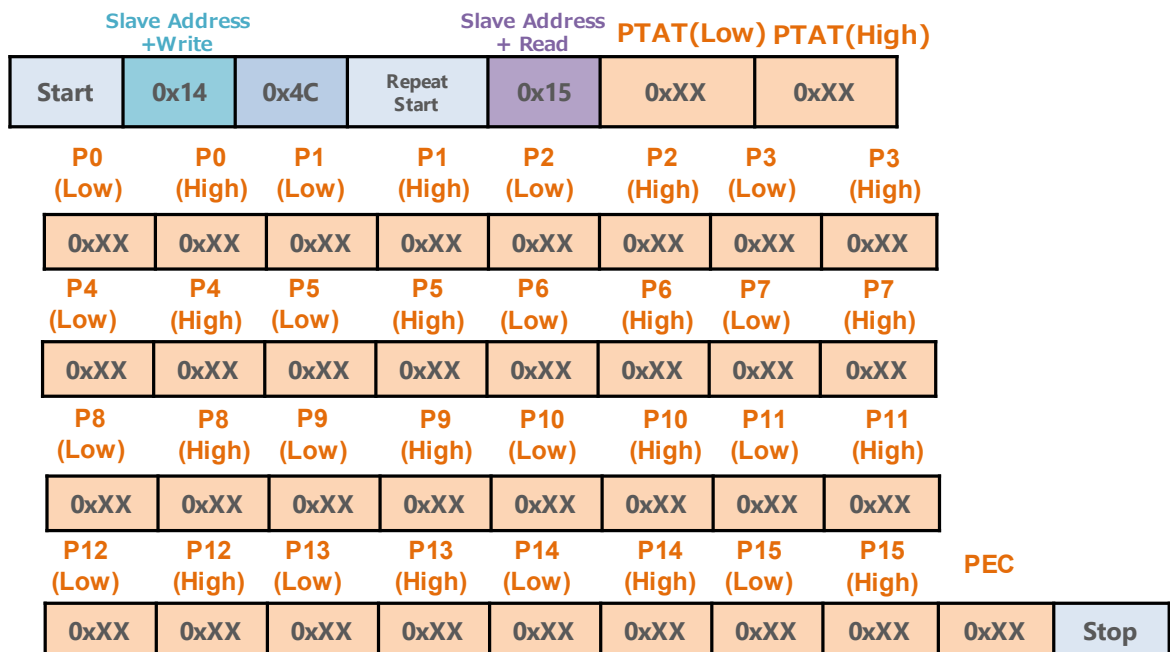 Slave Address
+Write
Slave Address
+ Read
PTAT(Low) PTAT(High)
Start 0x14 0x4C Repeat Start 0x15 0xXX 0xXX
P0 P0 P1 P1 P2 P2 P3 P3
(Low) (High) (Low) (High) (Low) (High) (Low) (High)
0xXX 0xXX 0xXX 0xXX 0xXX 0xXX 0xXX 0xXX
P4 P4 P5 P5 P6 P6 P7 P7
(Low) (High) (Low) (High) (Low) (High) (Low) (High)
0xXX 0xXX 0xXX 0xXX 0xXX 0xXX 0xXX 0xXX
P8 P8 P9 P9 P10 P10 P11 P11
(Low) (High) (Low) (High) (Low) (High) (Low) (High)
0xXX 0xXX 0xXX 0xXX 0xXX 0xXX 0xXX 0xXX
P12 P12 P13 P13 P14 P14 P15 P15 PEC
(Low) (High) (Low) (High) (Low) (High) (Low) (High)
0xXX 0xXX 0xXX 0xXX 0xXX 0xXX 0xXX 0xXX 0xXX Stop